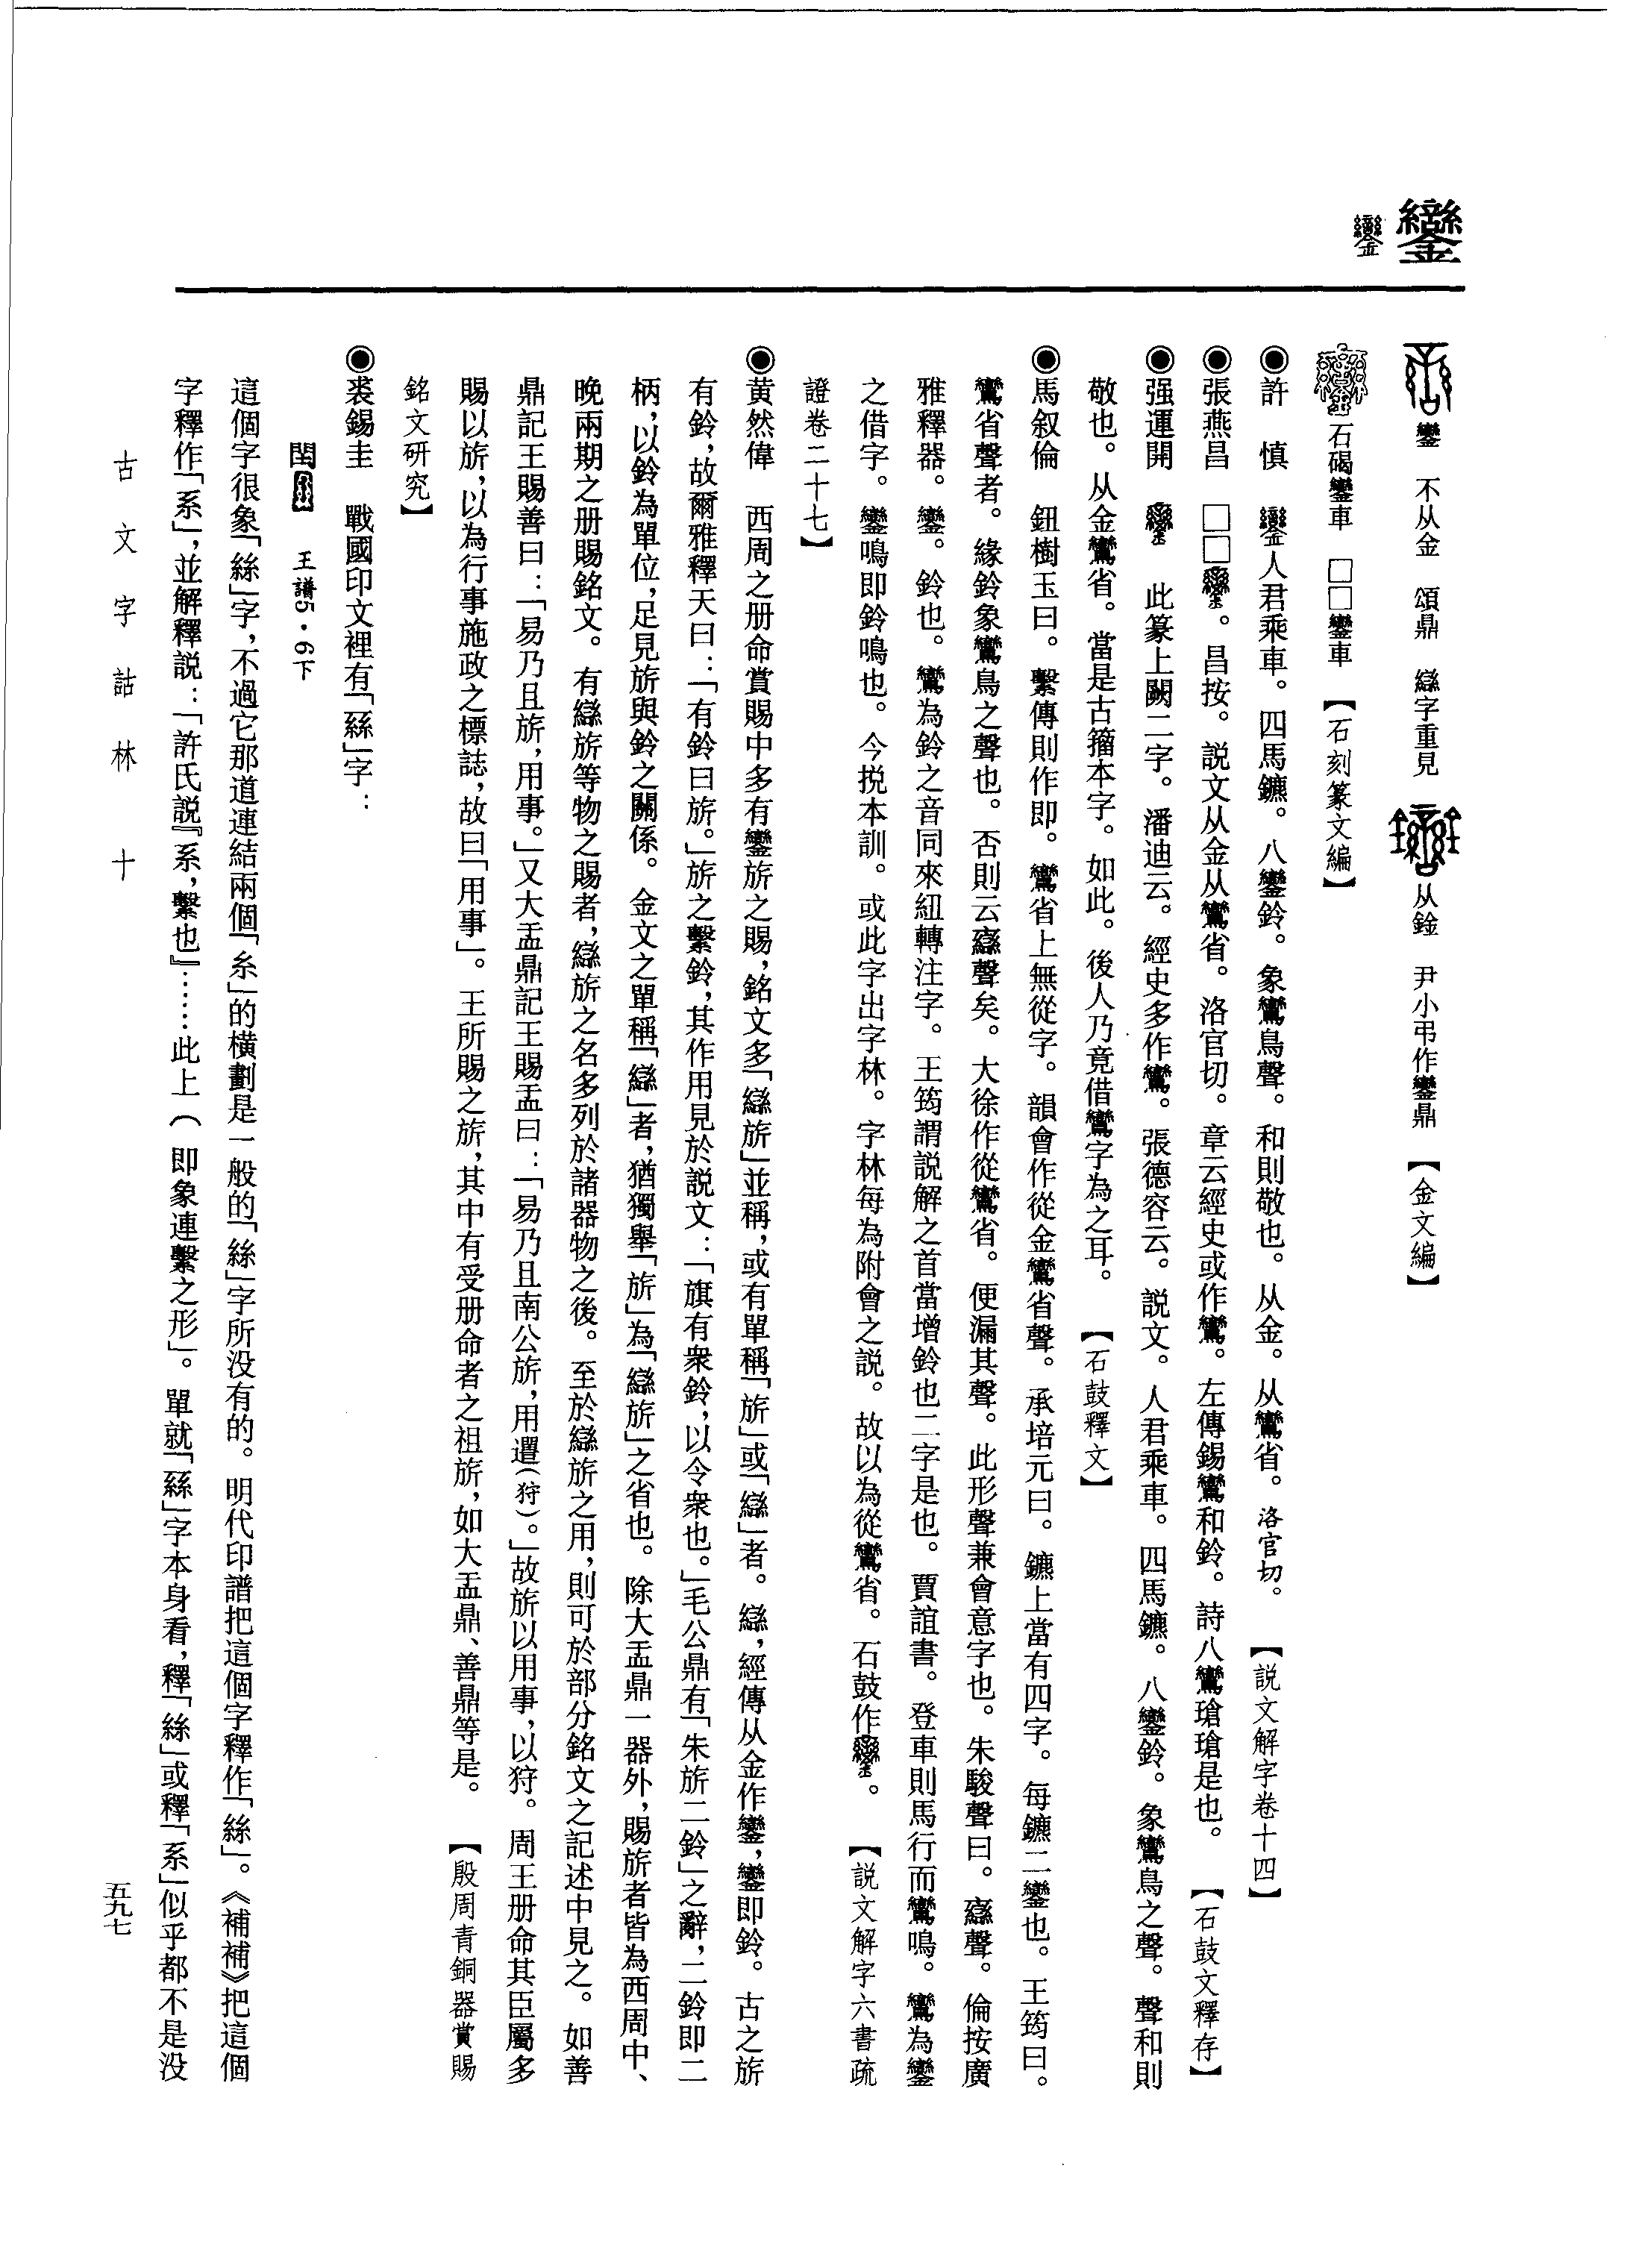 鑾
鑾 不从金 頌鼎 䜌字重見 从鍂 尹小弔作鑾鼎 【金文編】
石碣鑾車 □□鑾車 【石刻篆文編】
◉許 慎 人君乘車。四馬鑣。八鑾鈴。象鸞鳥聲。和則敬也。从金。从鸞省。洛官切。 【説文解字卷十四】
◉張燕昌 □□。昌按。説文从金从鸞省。洛官切。章云經史或作鸞。左傳錫鸞和鈴。詩八鸞瑲瑲是也。 【石鼓文釋存】
◉强運開 此篆上闕二字。潘迪云。經史多作鸞。張德容云。説文。人君乘車。四馬鑣。八鑾鈴。象鸞鳥之聲。聲和則
敬也。从金鸞省。當是古籀本字。如此。後人乃竟借鸞字為之耳。 【石鼓釋文】
◉馬叙倫 鈕樹玉曰。繫傳則作即。鸞省上無從字。韻會作從金鸞省聲。承培元曰。鑣上當有四字。每鑣二鑾也。王筠曰。
鸞省聲者。緣鈴象鸞鳥之聲也。否則云䜌聲矣。大徐作從鸞省。便漏其聲。此形聲兼會意字也。朱駿聲曰。䜌聲。倫按廣
雅釋器。鑾。鈴也。鸞為鈴之音同來紐轉注字。王筠謂説解之首當增鈴也二字是也。賈誼書。登車則馬行而鸞鳴。鸞為鑾
之借字。鑾鳴即鈴鳴也。今捝本訓。或此字出字林。字林每為附會之説。故以為從鸞省。石鼓作。 【説文解字六書疏
證卷二十七】
◉黄然偉 西周之册命賞賜中多有鑾旂之賜，銘文多「䜌旂」並稱，或有單稱「旂」或「䜌」者。䜌，經傳从金作鑾，鑾即鈴。古之旂
有鈴，故爾雅釋天曰：「有鈴曰旂。」旂之繫鈴，其作用見於説文：「旗有衆鈴，以令衆也。」毛公鼎有「朱旂二鈴」之辭，二鈴即二
柄，以鈴為單位，足見旂與鈴之關係。金文之單稱「䜌」者，猶獨舉「旂」為「䜌旂」之省也。除大盂鼎一器外，賜旂者皆為西周中、
晚兩期之册賜銘文。有䜌旂等物之賜者，䜌旂之名多列於諸器物之後。至於䜌旂之用，則可於部分銘文之記述中見之。如善
鼎記王賜善曰：「易乃且旂，用事。」又大盂鼎記王賜盂曰：「易乃且南公旂，用遷（狩）。」故旂以用事，以狩。周王册命其臣屬多
賜以旂，以為行事施政之標誌，故曰「用事」。王所賜之旂，其中有受册命者之祖旂，如大盂鼎、善鼎等是。 【殷周青銅器賞賜
銘文研究】
◉裘錫圭 戰國印文裡有「𢇇」字：
閏 王譜5·6下
這個字很象「絲」字，不過它那道連結兩個「糸」的横劃是一般的「絲」字所没有的。明代印譜把這個字釋作「絲」。《補補》把這個
字釋作「系」，並解釋説：「許氏説『系，繫也』……此上（即象連繫之形」。單就「𢇇」字本身看，釋「絲」或釋「系」似乎都不是没
古文字詁林 十
五九七